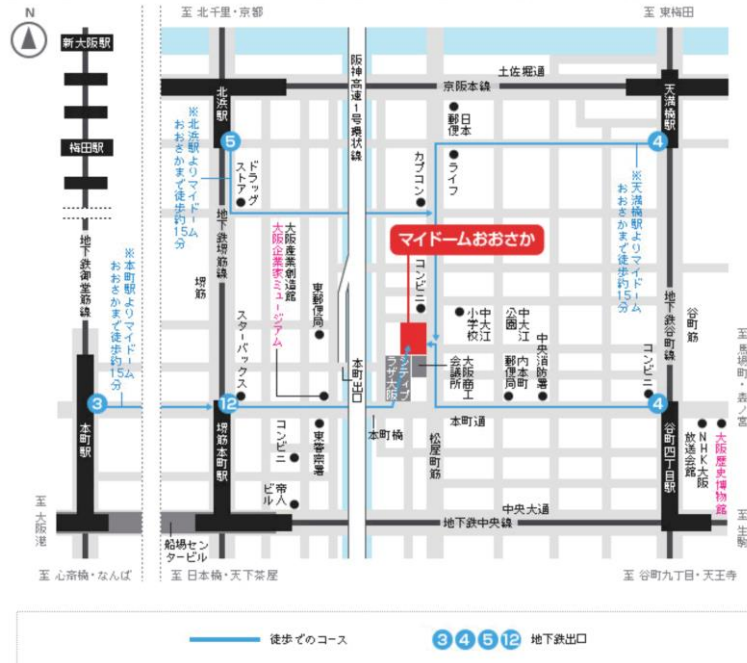 N
至 北千里・京都
至 東梅田
新大阪駅
梅田駅
北浜駅
阪神高速1号環状線
土佐堀通
京阪本線
天満橋駅
日本郵便
ライフ
カプコン
5
4
ドラッグストア
※北浜駅よりマイドームおおさかまで徒歩約15分
※天満橋駅よりマイドームおおさかまで徒歩約15分
マイドームおおさか
地下鉄御堂筋線
※本町駅よりマイドームおおさかまで徒歩約15分
地下鉄堺筋線
堺筋
大阪産業創造館
大阪企業家ミュージアム
東郵便局
スターバックス
本町出口
コンビニ
中大江小学校
中大江公園
中央消防署
内本町郵便局
大阪商工会議所
シティプラザ大阪
コンビニ
地下鉄谷町線
谷町筋
至 馬場町・森ノ宮
3
12
4
本町駅
堺筋本町駅
コンビニ
東警察署
帝人ビル
本町橋
松屋町筋
本町通
谷町四丁目駅
NHK大阪放送会館
大阪歴史博物館
至 大阪港
船場センタービル
中央大通
地下鉄中央線
至 生駒
至 心斎橋・なんば
至 日本橋・天下茶屋
至 谷町九丁目・天王寺
徒歩でのコース
3 4 5 12 地下鉄出口